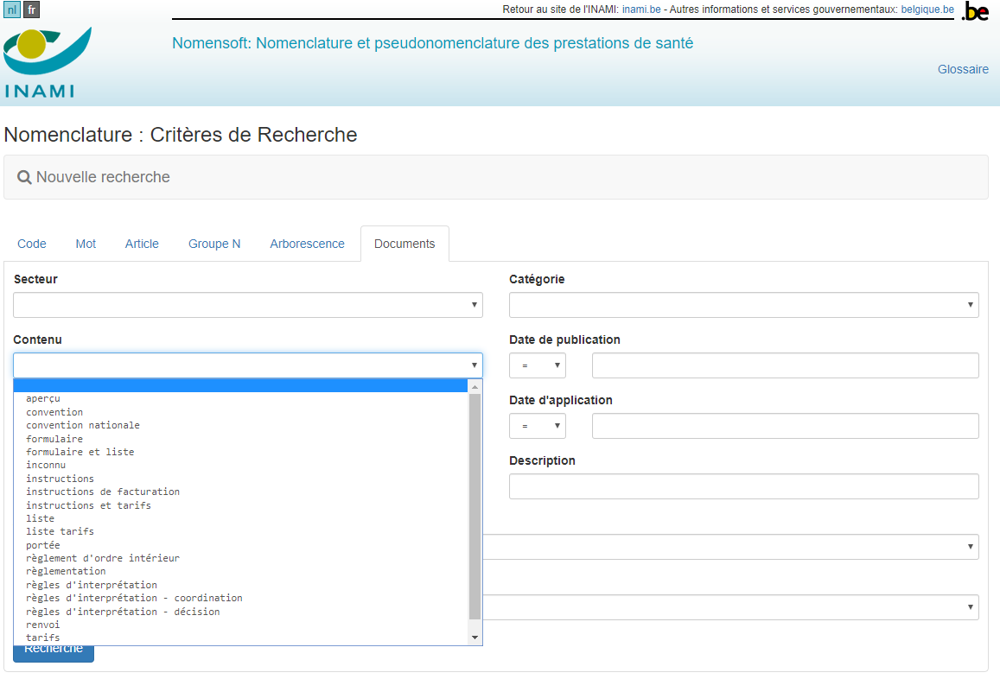 nl fr
Retour au site de l'INAMI: inami.be - Autres informations et services gouvernementaux: belgique.be
.be
Nomensoft: Nomenclature et pseudonomenclature des prestations de santé
Glossaire
INAMI
Nomenclature : Critères de Recherche
Nouvelle recherche
Code Mot Article Groupe N Arborescence Documents
Secteur
Catégorie
Contenu
Date de publication
=
Date d'application
=
Description
aperçu
convention
convention nationale
formulaire
formulaire et liste
inconnu
instructions
instructions de facturation
instructions et tarifs
liste
liste tarifs
portée
règlement d'ordre intérieur
règlementation
règles d'interprétation
règles d'interprétation - coordination
règles d'interprétation - décision
renvoi
tarifs
Recherche